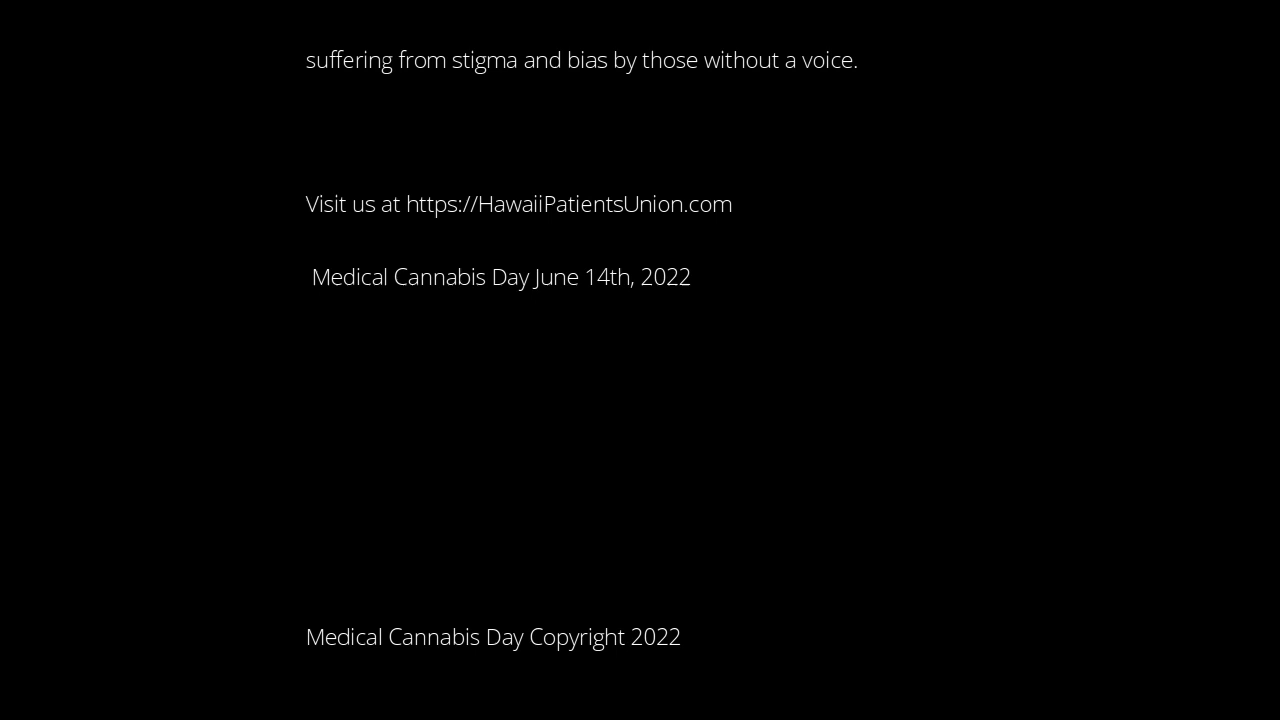 suffering from stigma and bias by those without a voice.
Visit us at https://HawaiiPatientsUnion.com
Medical Cannabis Day June 14th, 2022
Medical Cannabis Day Copyright 2022